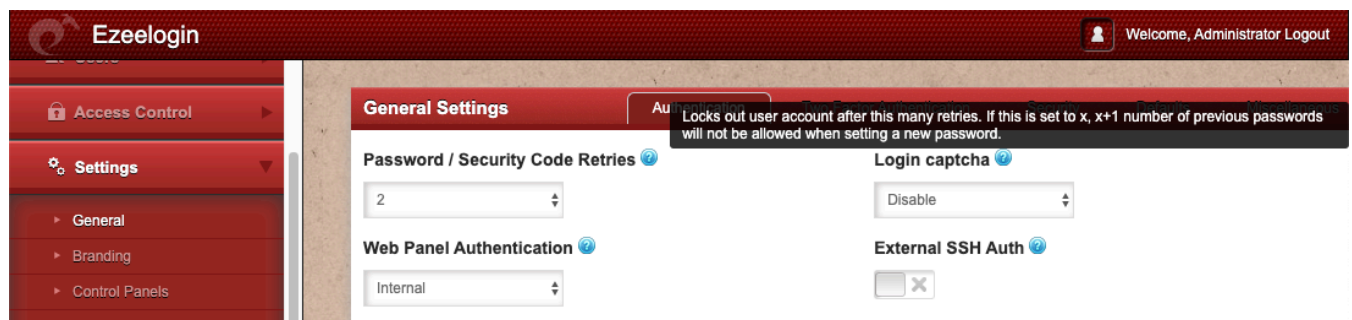 Ezeelogin
Welcome, Administrator Logout
Access Control
Settings
General
Branding
Control Panels
General Settings
Locks out user account after this many retries. If this is set to x, x+1 number of previous passwords
will not be allowed when setting a new password.
Password / Security Code Retries
Login captcha
2
Disable
Web Panel Authentication
External SSH Auth
Internal